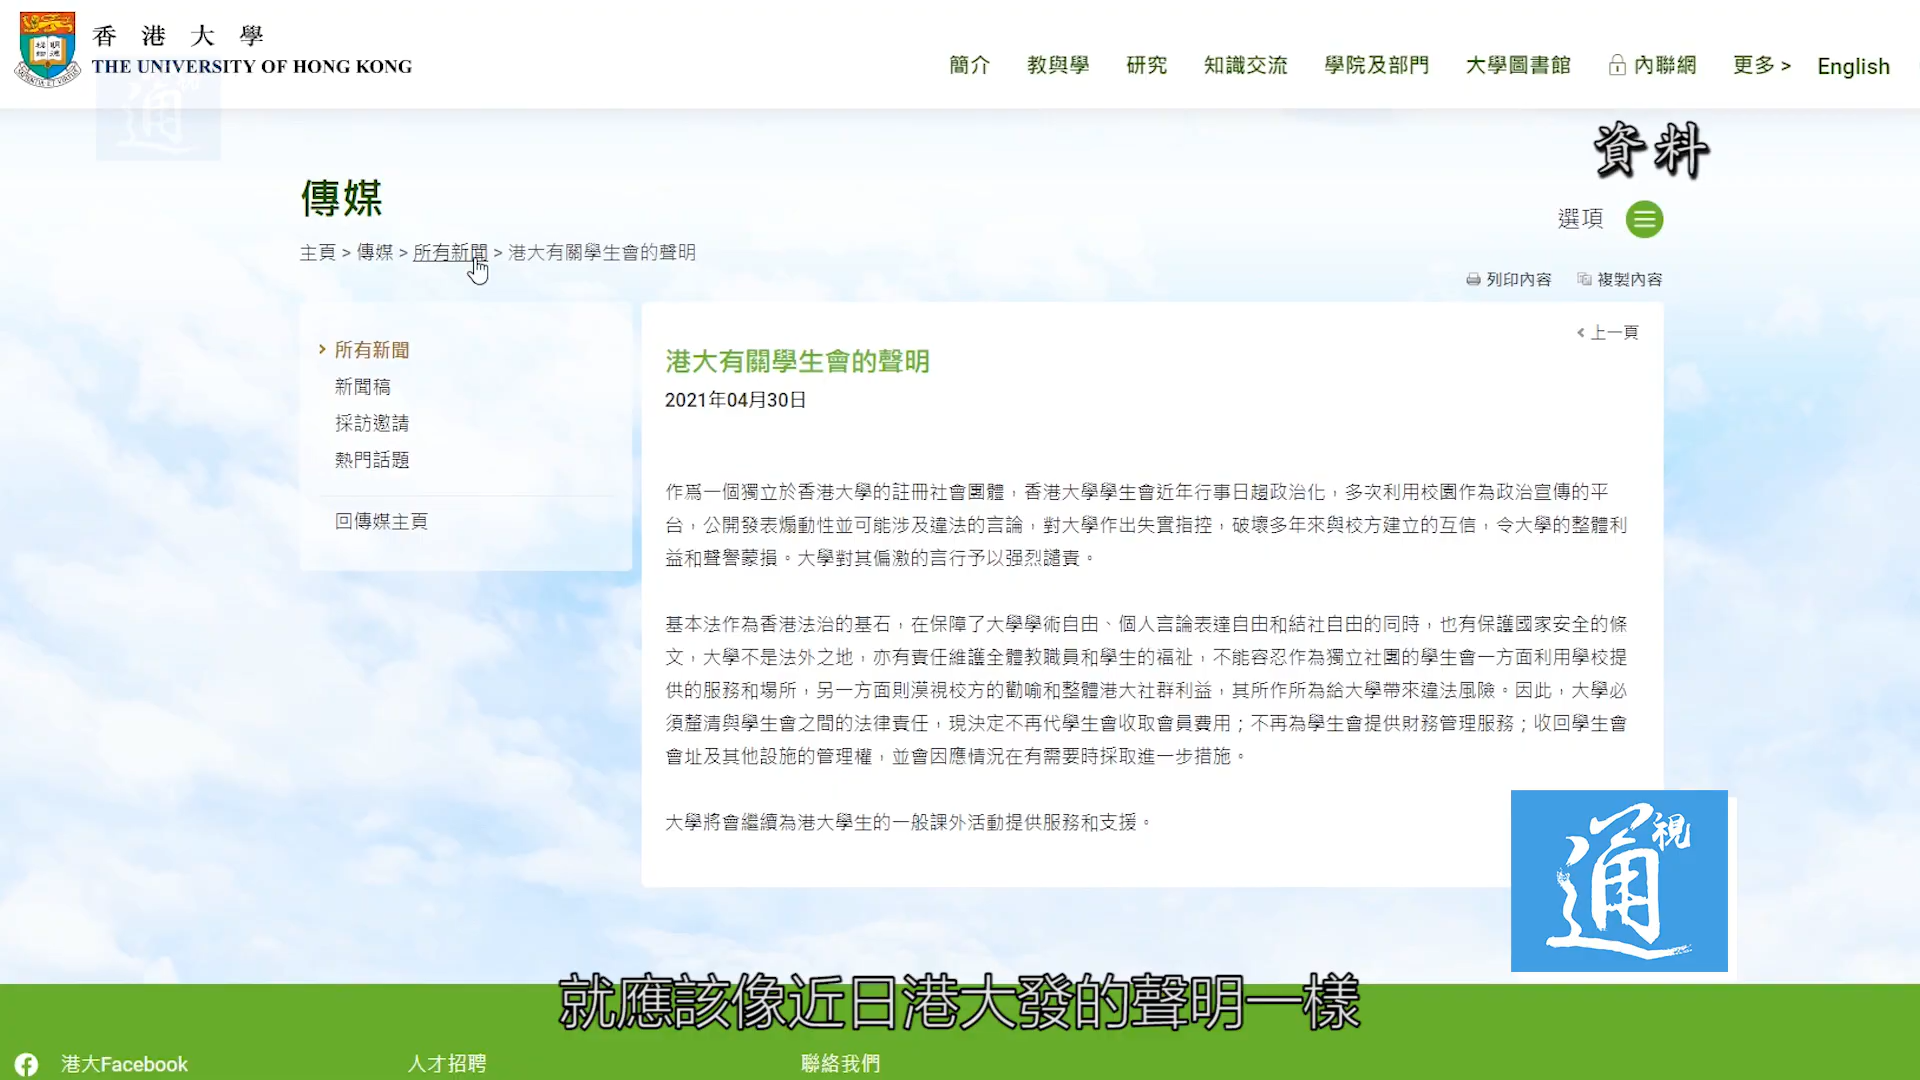 香港大學
THE UNIVERSITY OF HONG KONG
簡介 教與學 研究 知識交流 學院及部門 大學圖書館 內聯網 更多 > English
通
資料
傳媒
選項
主頁 > 傳媒 > 所有新聞 > 港大有關學生會的聲明
列印內容 複製內容
所有新聞
新聞稿
採訪邀請
熱門話題
回傳媒主頁
上一頁
港大有關學生會的聲明
2021年04月30日
作爲一個獨立於香港大學的註冊社會團體，香港大學學生會近年行事日趨政治化，多次利用校園作為政治宣傳的平
台，公開發表煽動性並可能涉及違法的言論，對大學作出失實指控，破壞多年來與校方建立的互信，令大學的整體利
益和聲譽蒙損。大學對其偏激的言行予以强烈譴責。
基本法作為香港法治的基石，在保障了大學學術自由、個人言論表達自由和結社自由的同時，也有保護國家安全的條
文，大學不是法外之地，亦有責任維護全體教職員和學生的福祉，不能容忍作為獨立社團的學生會一方面利用學校提
供的服務和場所，另一方面則漠視校方的勸喻和整體港大社群利益，其所作所為給大學帶來違法風險。因此，大學必
須釐清與學生會之間的法律責任，現決定不再代學生會收取會員費用；不再為學生會提供財務管理服務；收回學生會
會址及其他設施的管理權，並會因應情況在有需要時採取進一步措施。
大學將會繼續為港大學生的一般課外活動提供服務和支援。
通視
就應該像近日港大發的聲明一樣
港大Facebook 人才招聘 聯絡我們